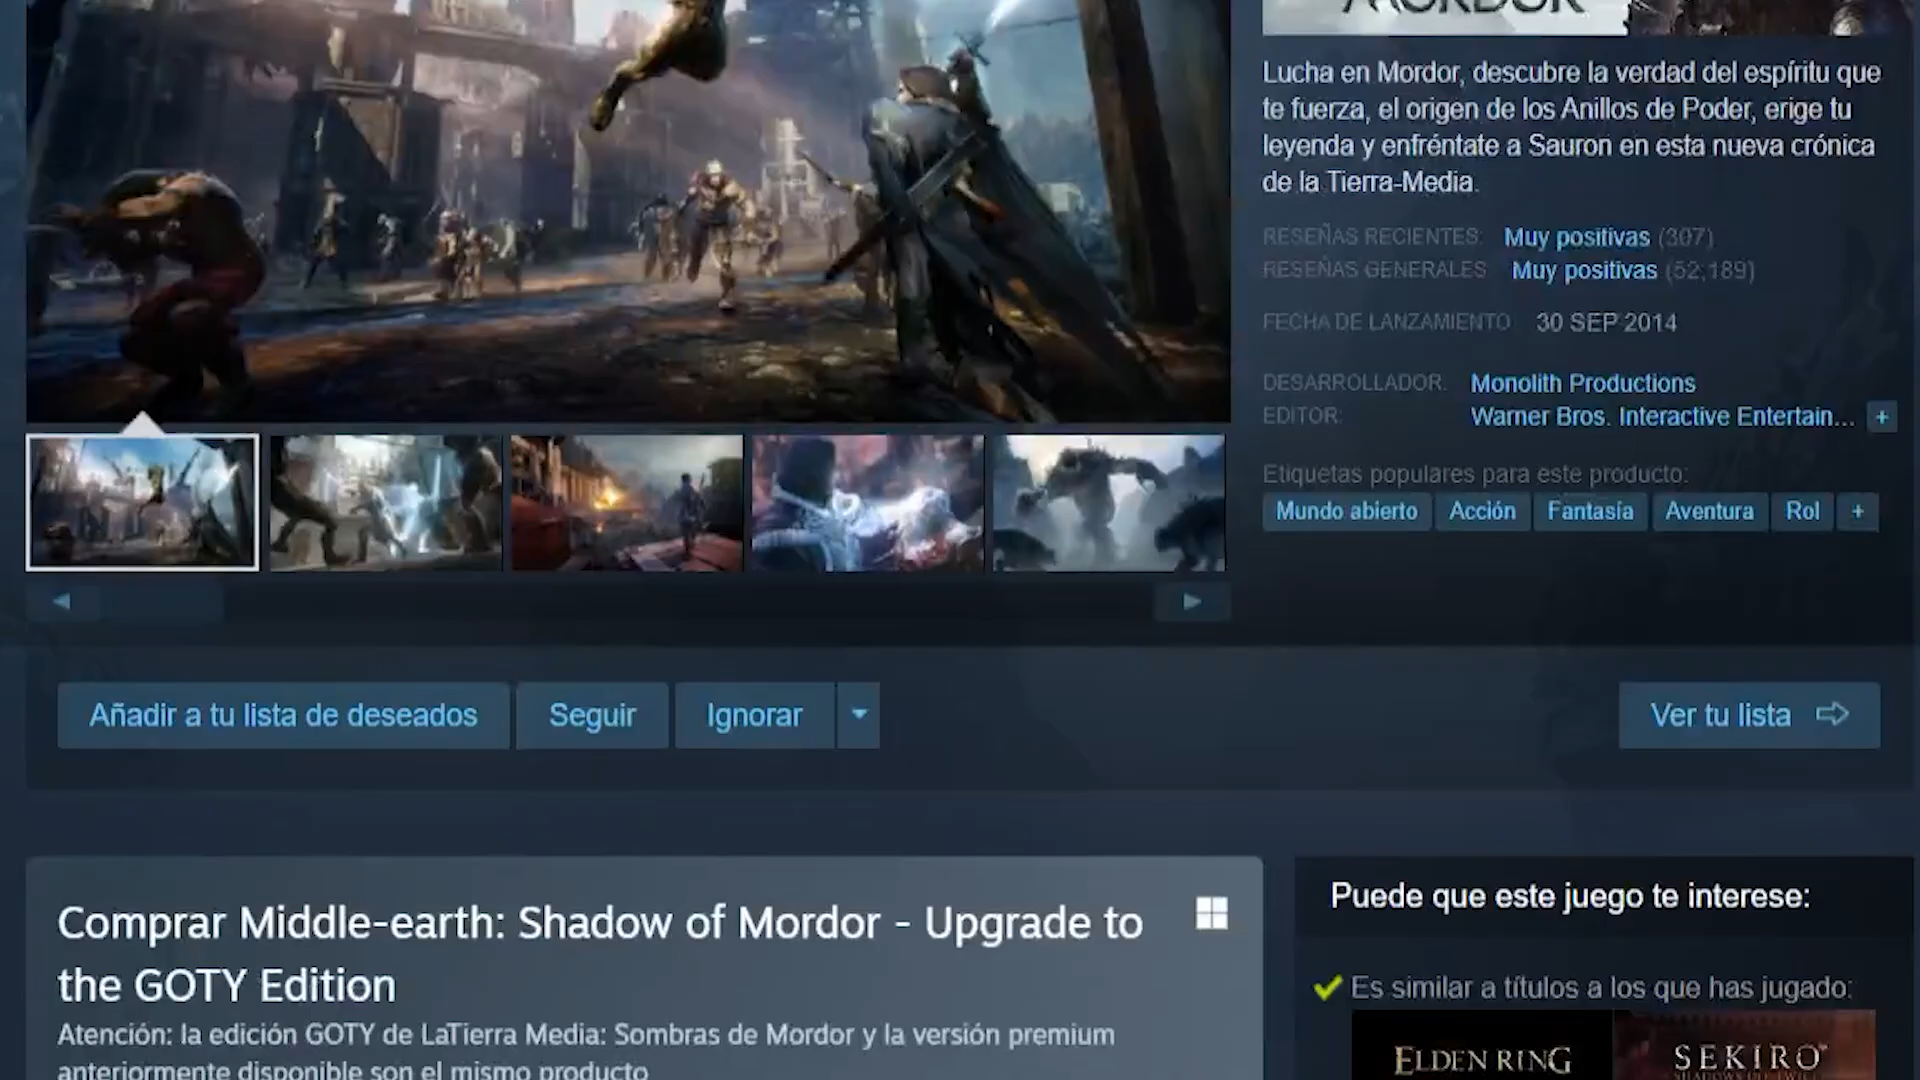 MORDOR
Lucha en Mordor, descubre la verdad del espíritu que
te fuerza, el origen de los Anillos de Poder, erige tu
leyenda y enfréntate a Sauron en esta nueva crónica
de la Tierra-Media.
RESEÑAS RECIENTES: Muy positivas (307)
RESEÑAS GENERALES: Muy positivas (52,189)
FECHA DE LANZAMIENTO: 30 SEP 2014
DESARROLLADOR: Monolith Productions
EDITOR: Warner Bros. Interactive Entertain... +
Etiquetas populares para este producto:
Mundo abierto Acción Fantasía Aventura Rol +
Añadir a tu lista de deseados Seguir Ignorar Ver tu lista
Comprar Middle-earth: Shadow of Mordor - Upgrade to
the GOTY Edition
Atención: la edición GOTY de LaTierra Media: Sombras de Mordor y la versión premium
anteriormente disponible son el mismo producto
Puede que este juego te interese:
Es similar a títulos a los que has jugado:
ELDEN RING
SEKIRO